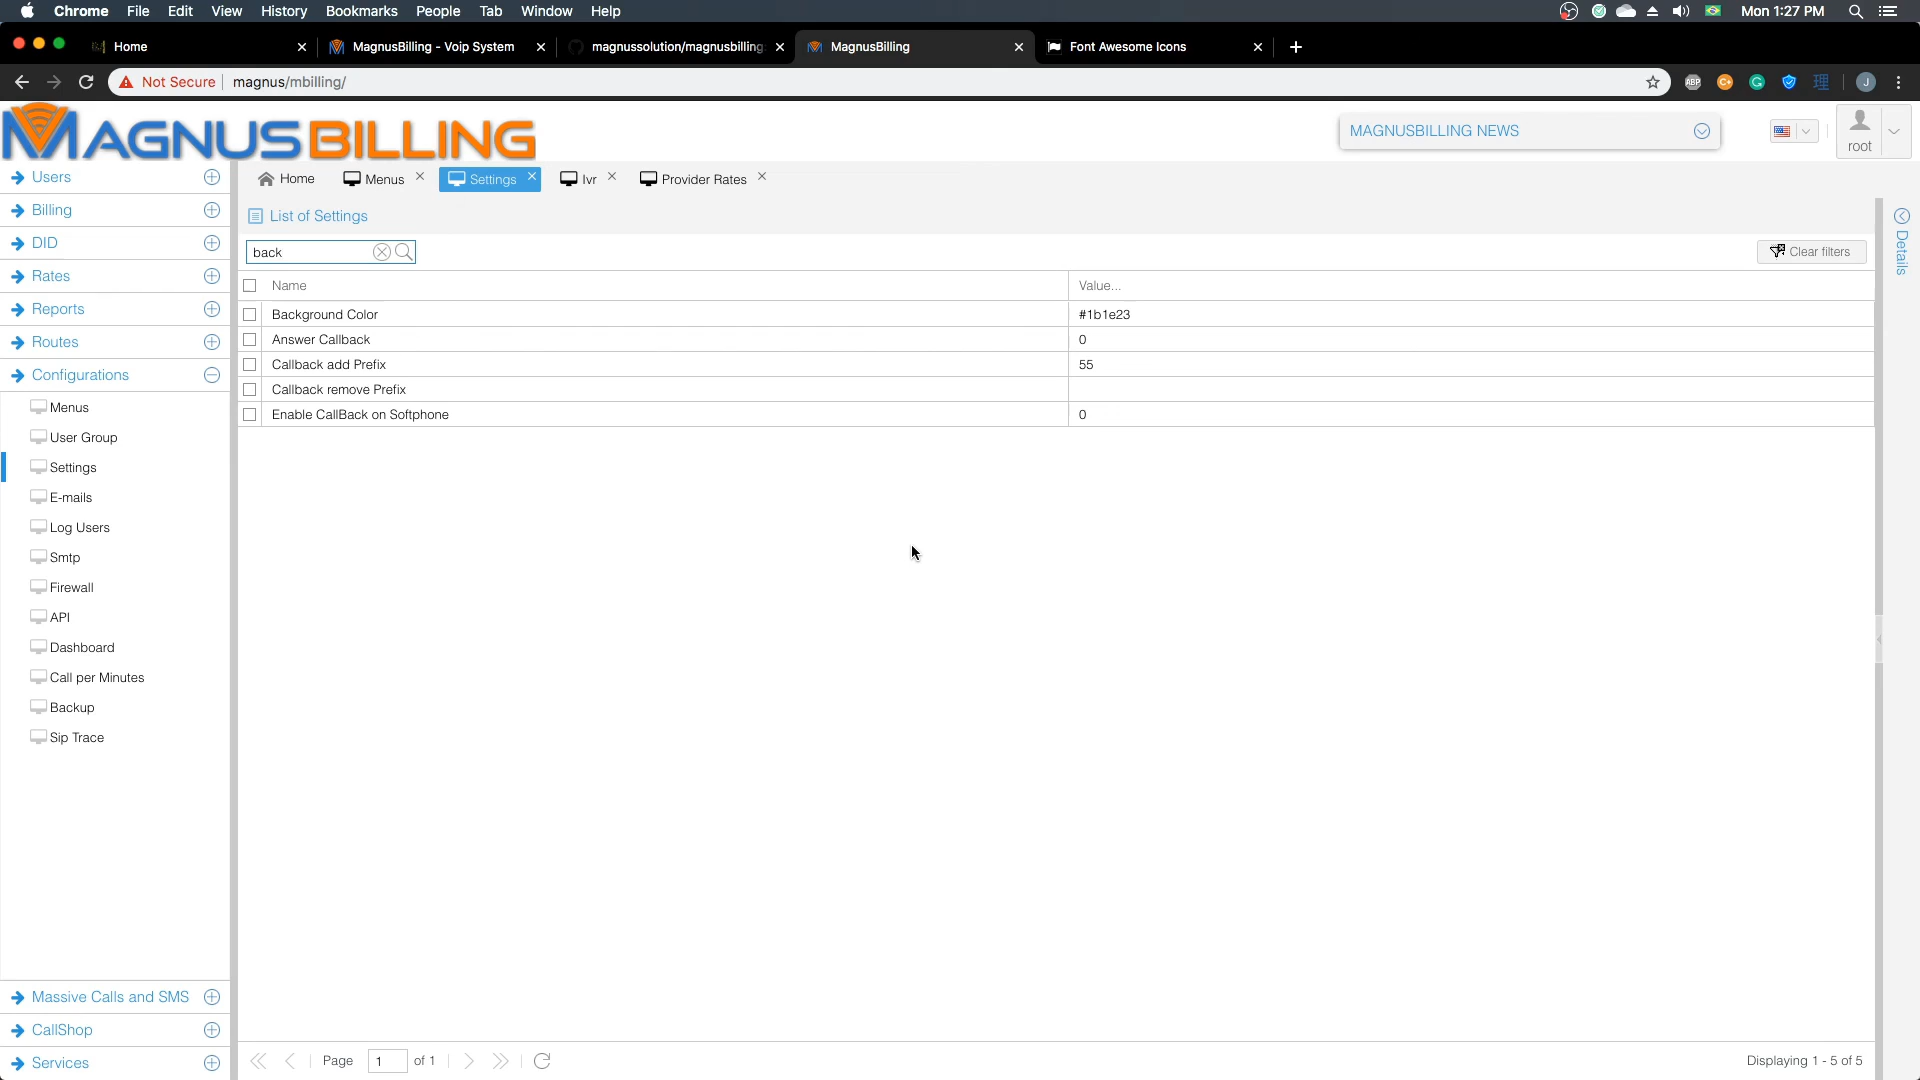 Chrome File Edit View History Bookmarks People Tab Window Help Mon 1:27 PM
Home MagnusBilling - Voip System magnussolution/magnusbilling MagnusBilling Font Awesome Icons
Not Secure magnus/mbilling/ ABP C+ G J
MAGNUSBILLING MAGNUSBILLING NEWS root
Home Menus Settings Ivr Provider Rates
List of Settings
back Clear filters
Details
Name Value...
Background Color #1b1e23
Answer Callback 0
Callback add Prefix 55
Callback remove Prefix
Enable CallBack on Softphone 0
Users
Billing
DID
Rates
Reports
Routes
Configurations
Menus
User Group
Settings
E-mails
Log Users
Smtp
Firewall
API
Dashboard
Call per Minutes
Backup
Sip Trace
Massive Calls and SMS
CallShop
Services
Page 1 of 1 Displaying 1 - 5 of 5